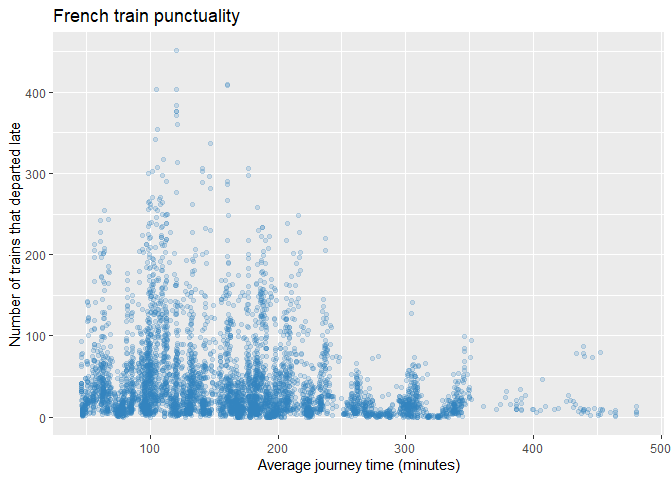 French train punctuality
Number of trains that departed late
400
300
200
100
0
100 200 300 400 500
Average journey time (minutes)